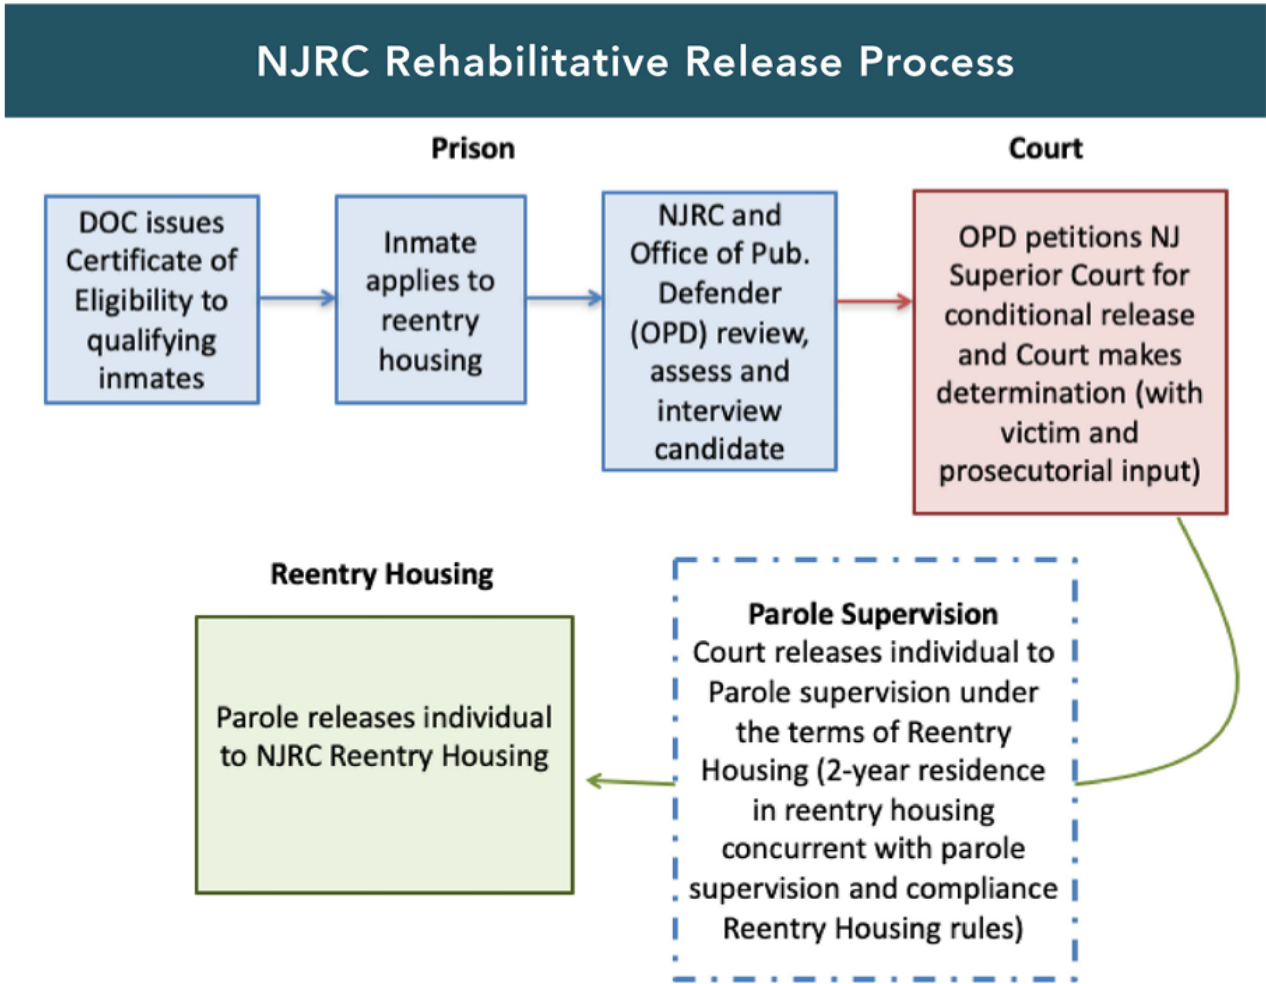 NJRC Rehabilitative Release Process
Prison
DOC issues
Certificate of
Eligibility to
qualifying
inmates
Inmate
applies to
reentry
housing
NJRC and
Office of Pub.
Defender
(OPD) review,
assess and
interview
candidate
Court
OPD petitions NJ
Superior Court for
conditional release
and Court makes
determination (with
victim and
prosecutorial input)
Parole Supervision
Court releases individual to
Parole supervision under
the terms of Reentry
Housing (2-year residence
in reentry housing
concurrent with parole
supervision and compliance
Reentry Housing rules)
Reentry Housing
Parole releases individual
to NJRC Reentry Housing